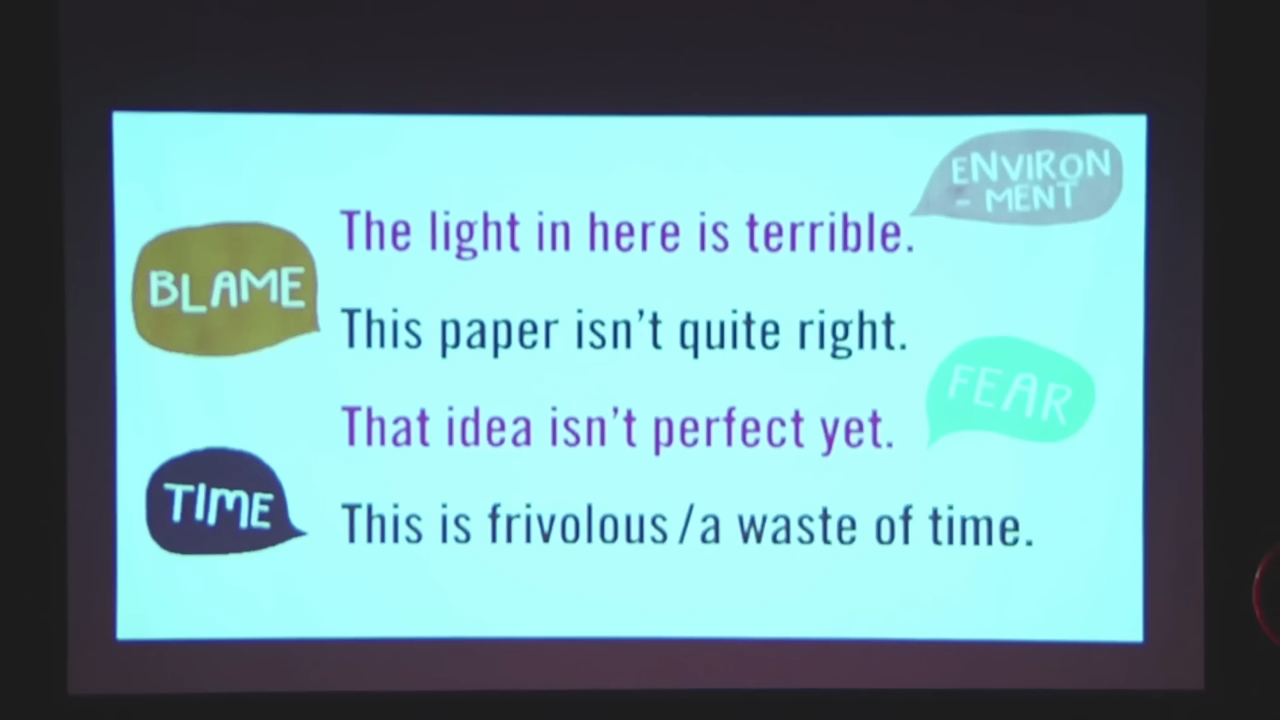 ENVIRON
- MENT
The light in here is terrible.
BLAME
This paper isn't quite right.
FEAR
That idea isn't perfect yet.
TIME
This is frivolous/a waste of time.